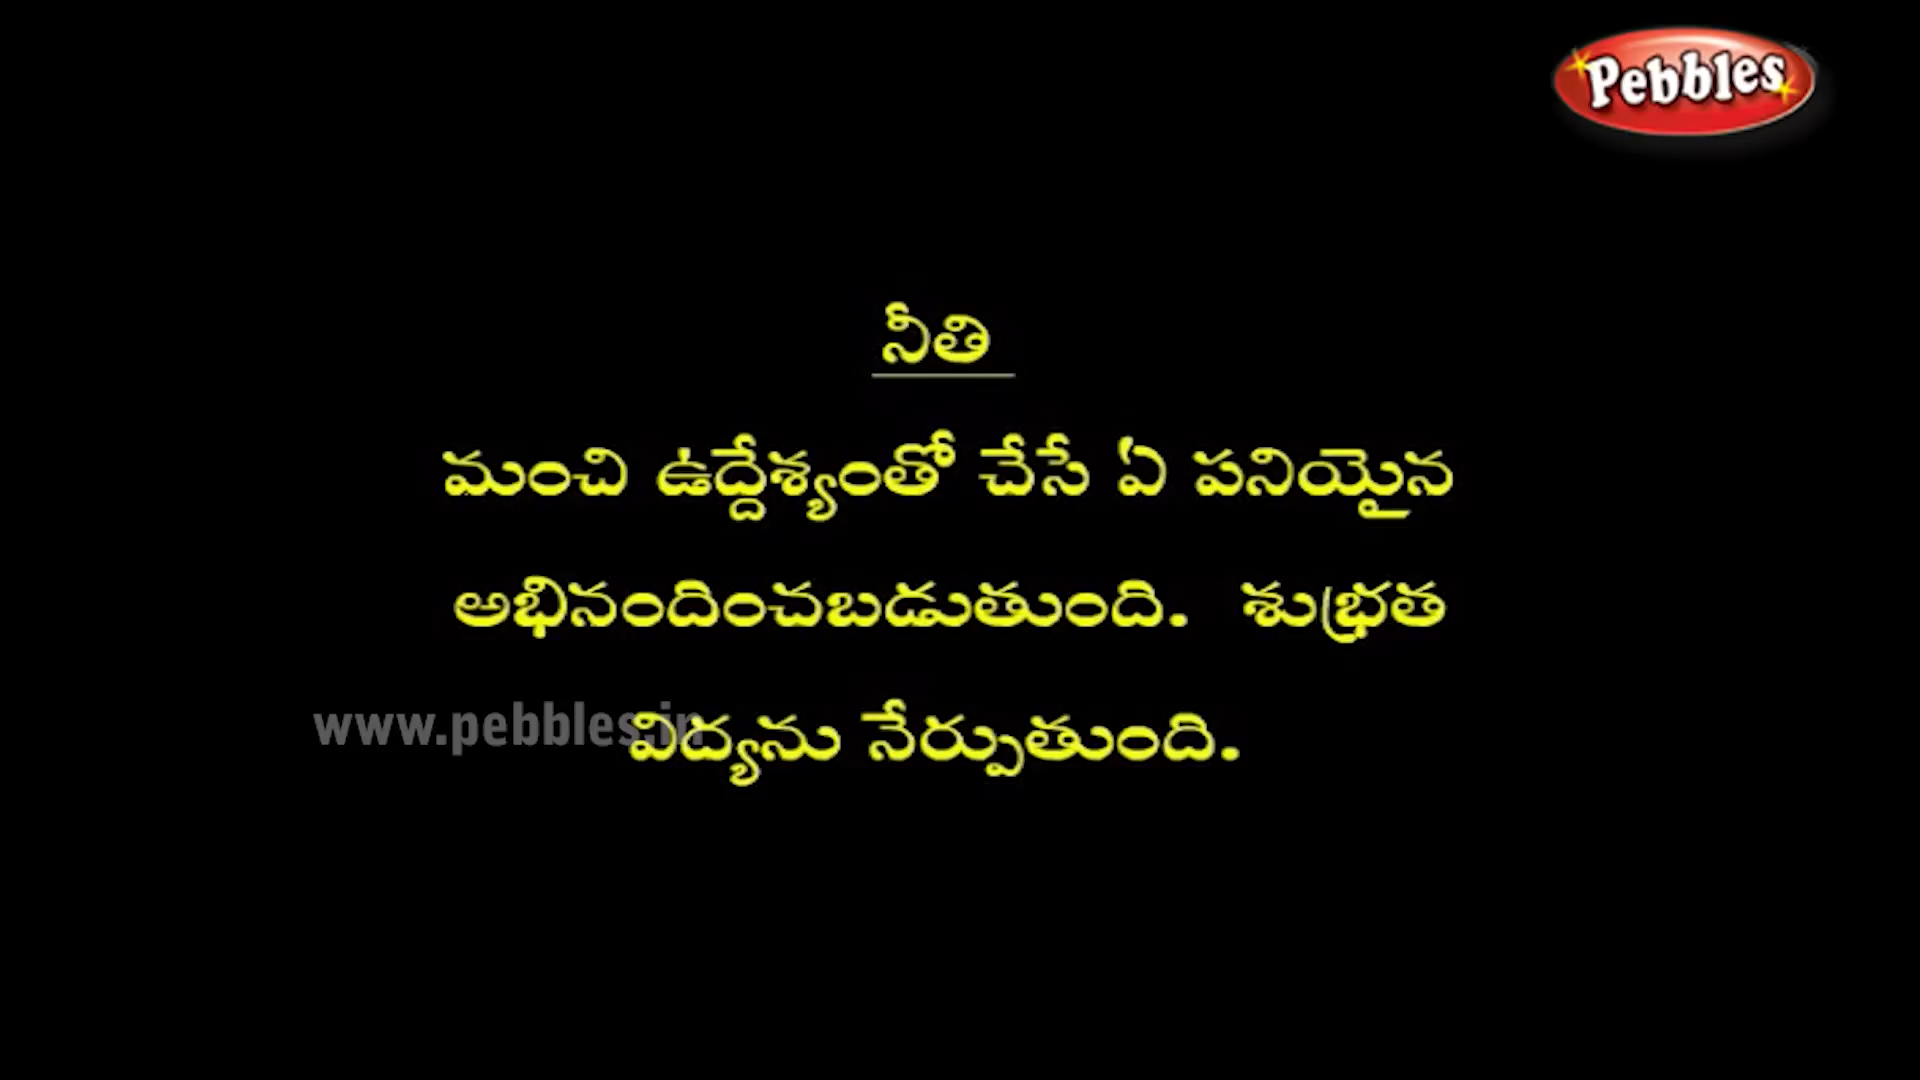 Pebbles
నీతి
మంచి ఉద్దేశ్యంతో చేసే ఏ పనియైన
అభినందించబడుతుంది. శుభ్రత
www.pebbles.in
విద్యను నేర్పుతుంది.